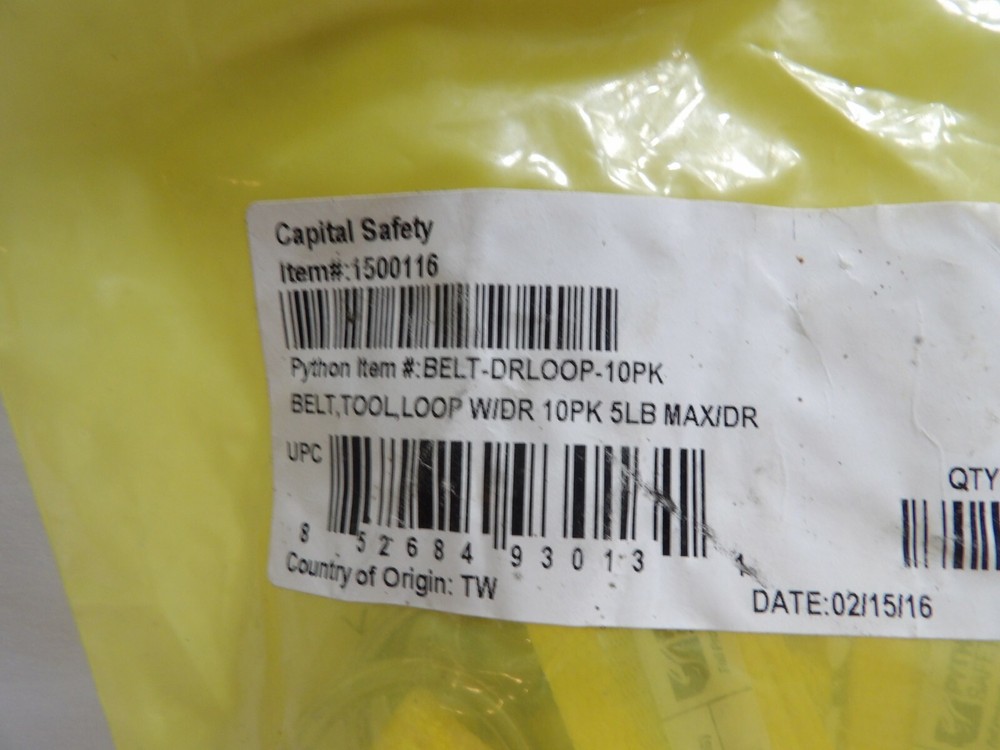 Capital Safety
Item#:1500116
Python Item #:BELT-DRLOOP-10PK
BELT,TOOL,LOOP W/DR 10PK 5LB MAX/DR
UPC
8 52684 93013
QTY
Country of Origin: TW
DATE:02/15/16